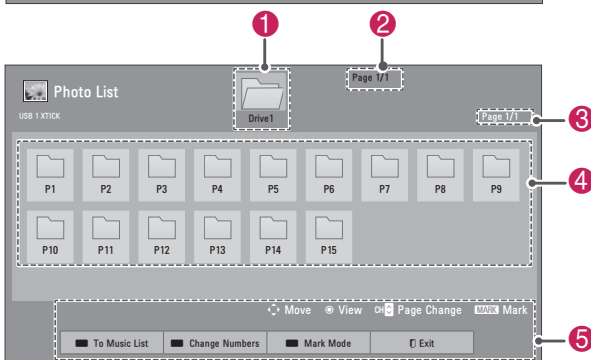 1
2
Page 1/1
Photo List
USB 1 XTICK
Drive1
Page 1/1
3
P1 P2 P3 P4 P5 P6 P7 P8 P9
4
P10 P11 P12 P13 P14 P15
Move View CH Page Change MARK Mark
To Music List Change Numbers Mark Mode Exit
5